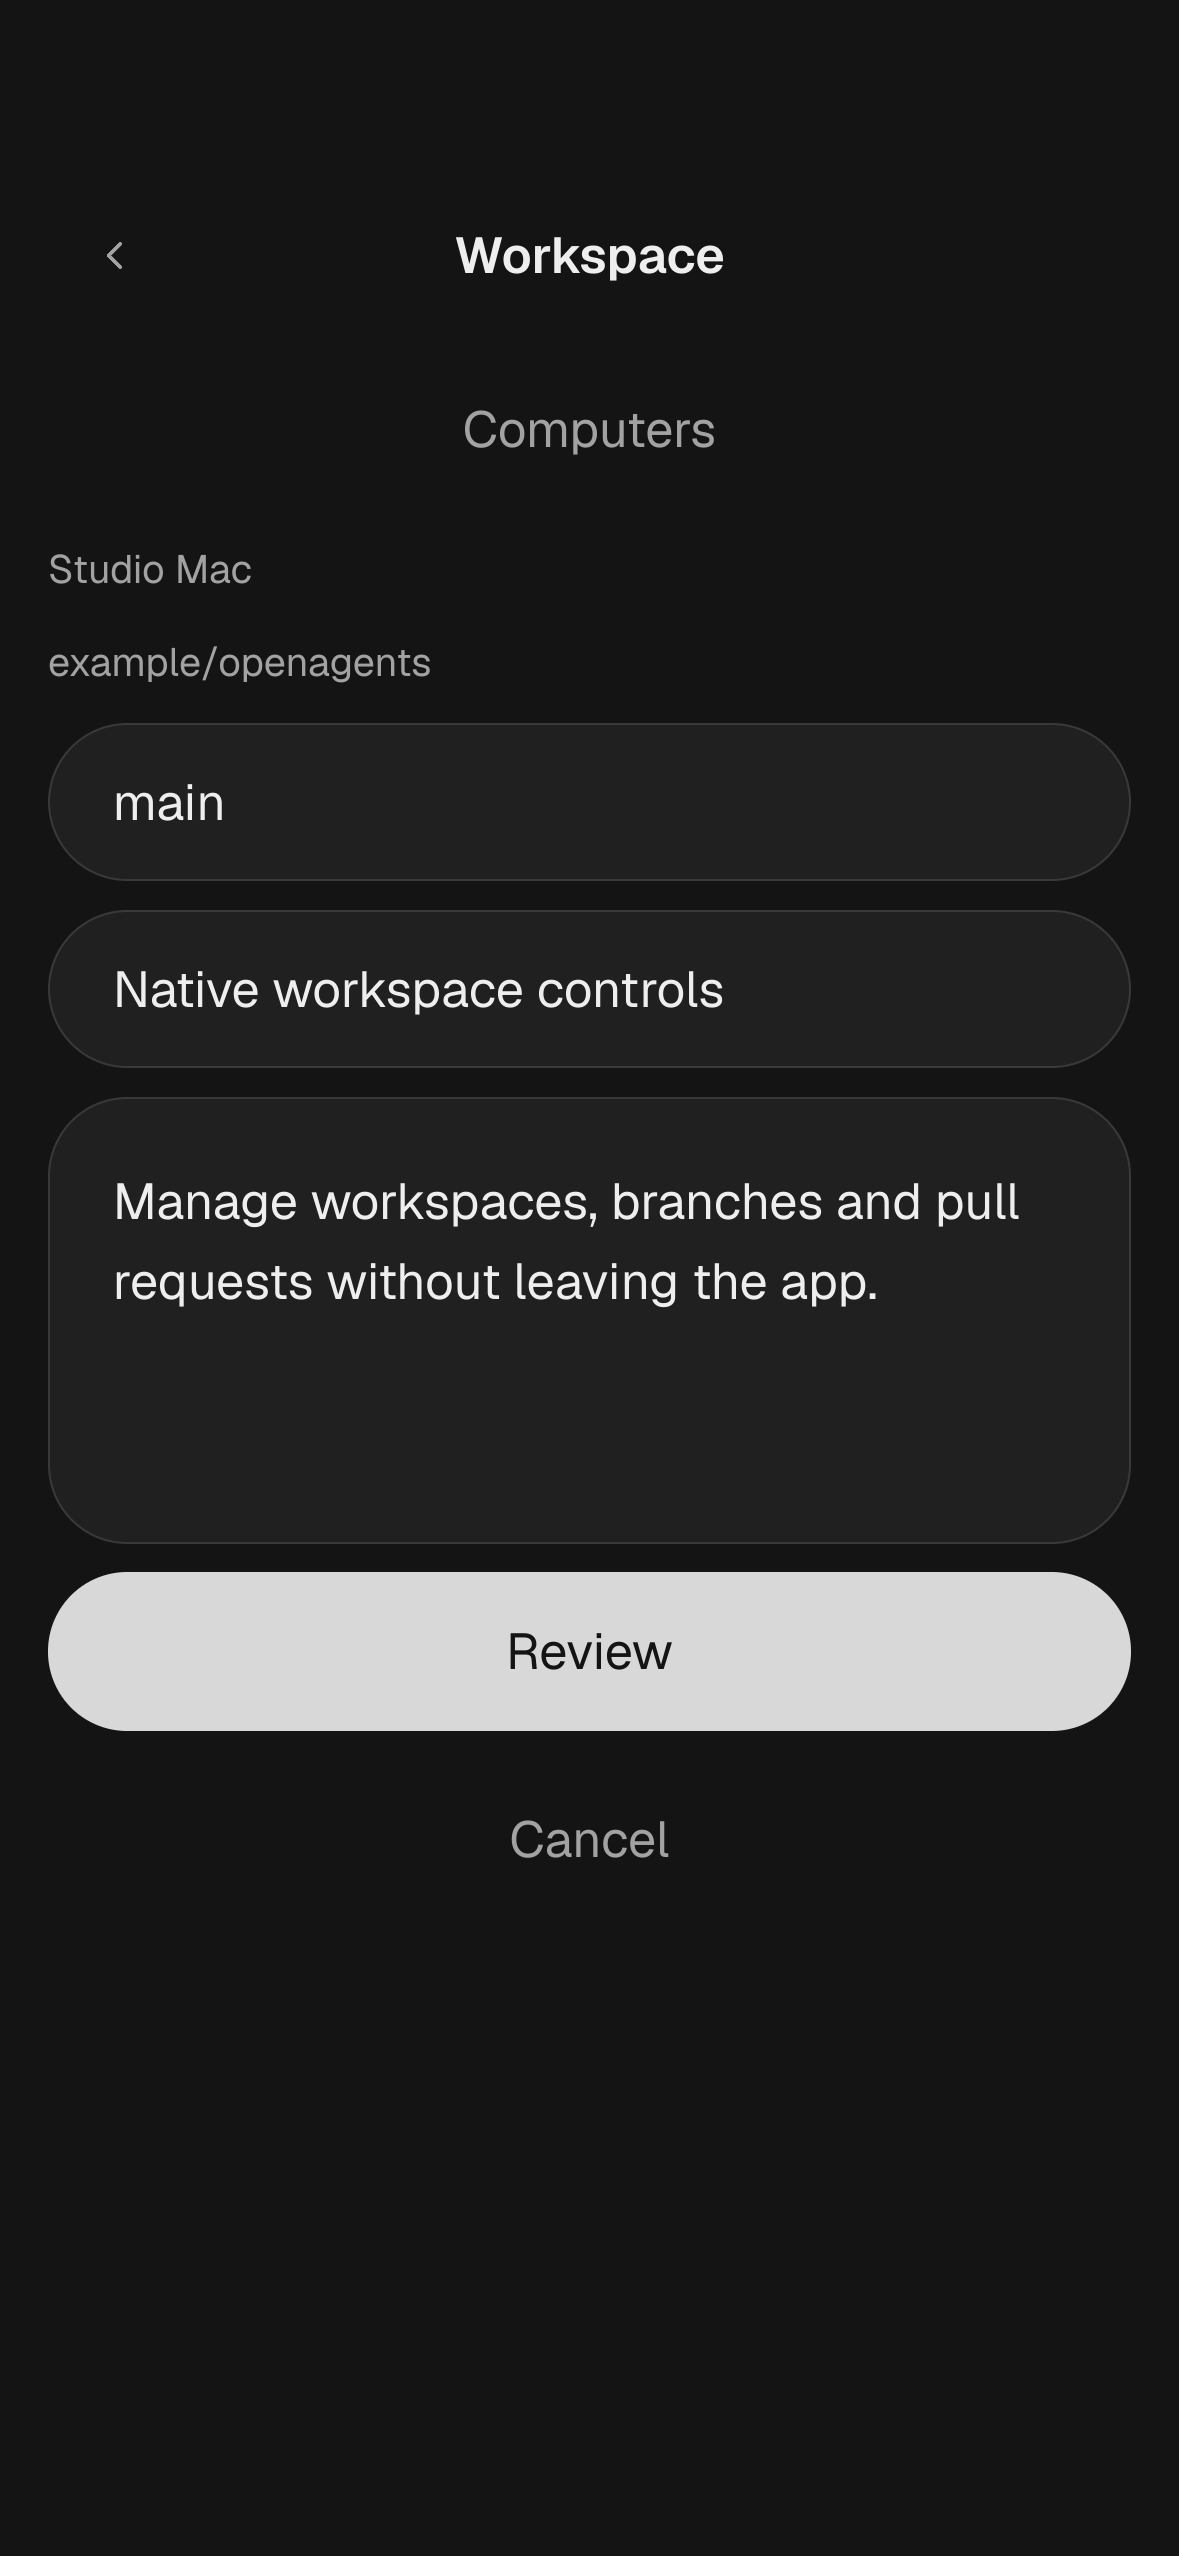 Workspace
Computers
Studio Mac
example/openagents
main
Native workspace controls
Manage workspaces, branches and pull
requests without leaving the app.
Review
Cancel